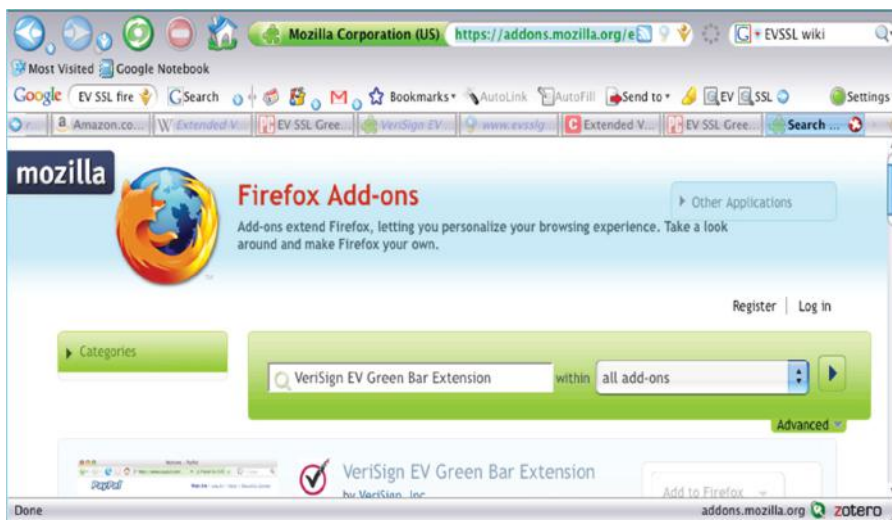 Mozilla Corporation (US) https://addons.mozilla.org/e EVSSL wiki
Most Visited Google Notebook
Google EV SSL fire Search Bookmarks AutoLink AutoFill Send to EV SSL Settings
Amazon.co... Extended V... EV SSL Gree... VeriSign EV... www.evsslg... Extended V... EV SSL Gree... Search ...
mozilla
Firefox Add-ons
Other Applications
Add-ons extend Firefox, letting you personalize your browsing experience. Take a look
around and make Firefox your own.
Register | Log in
Categories
VeriSign EV Green Bar Extension within all add-ons
Advanced
PayPal
VeriSign EV Green Bar Extension
by VeriSign, Inc
Add to Firefox
Done addons.mozilla.org zotero